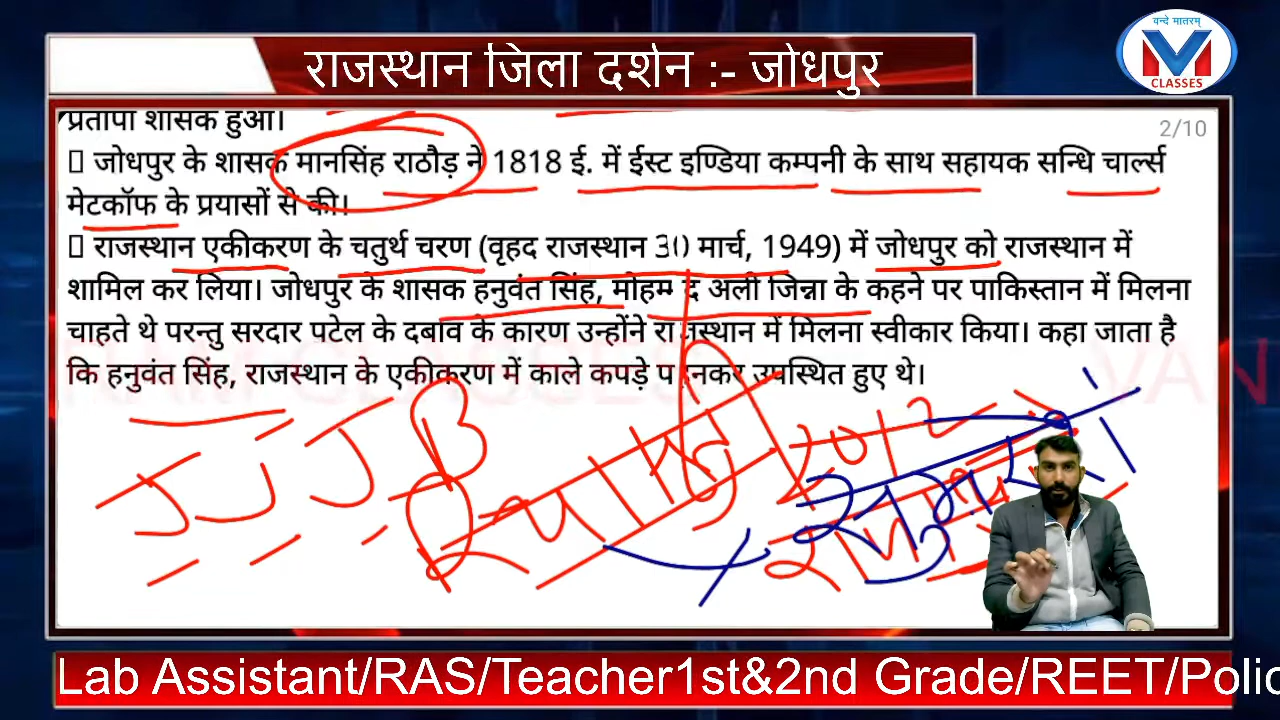 वन्दे मातरम्
CLASSES
राजस्थान जिला दर्शन :- जोधपुर
2/10
प्रतापी शासक हुआ।
जोधपुर के शासक मानसिंह राठौड़ ने 1818 ई. में ईस्ट इण्डिया कम्पनी के साथ सहायक सन्धि चार्ल्स
मेटकॉफ के प्रयासों से की।
राजस्थान एकीकरण के चतुर्थ चरण (वृहद राजस्थान 30 मार्च, 1949) में जोधपुर को राजस्थान में
शामिल कर लिया। जोधपुर के शासक हनुवंत सिंह, मोहम्मद अली जिन्ना के कहने पर पाकिस्तान में मिलना
चाहते थे परन्तु सरदार पटेल के दबाव के कारण उन्होंने राजस्थान में मिलना स्वीकार किया। कहा जाता है
कि हनुवंत सिंह, राजस्थान के एकीकरण में काले कपड़े पहनकर उपस्थित हुए थे।
J J J B
Lab Assistant/RAS/Teacher1st&2nd Grade/REET/Polic